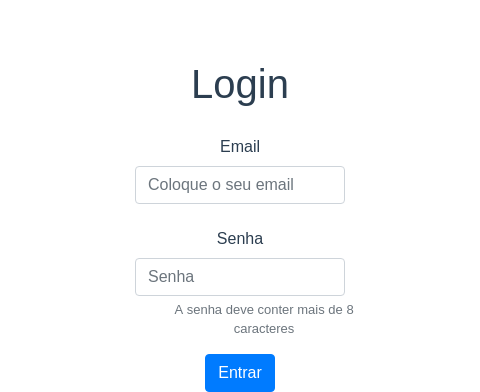 Login
Email
Coloque o seu email
Senha
Senha
A senha deve conter mais de 8
caracteres
Entrar